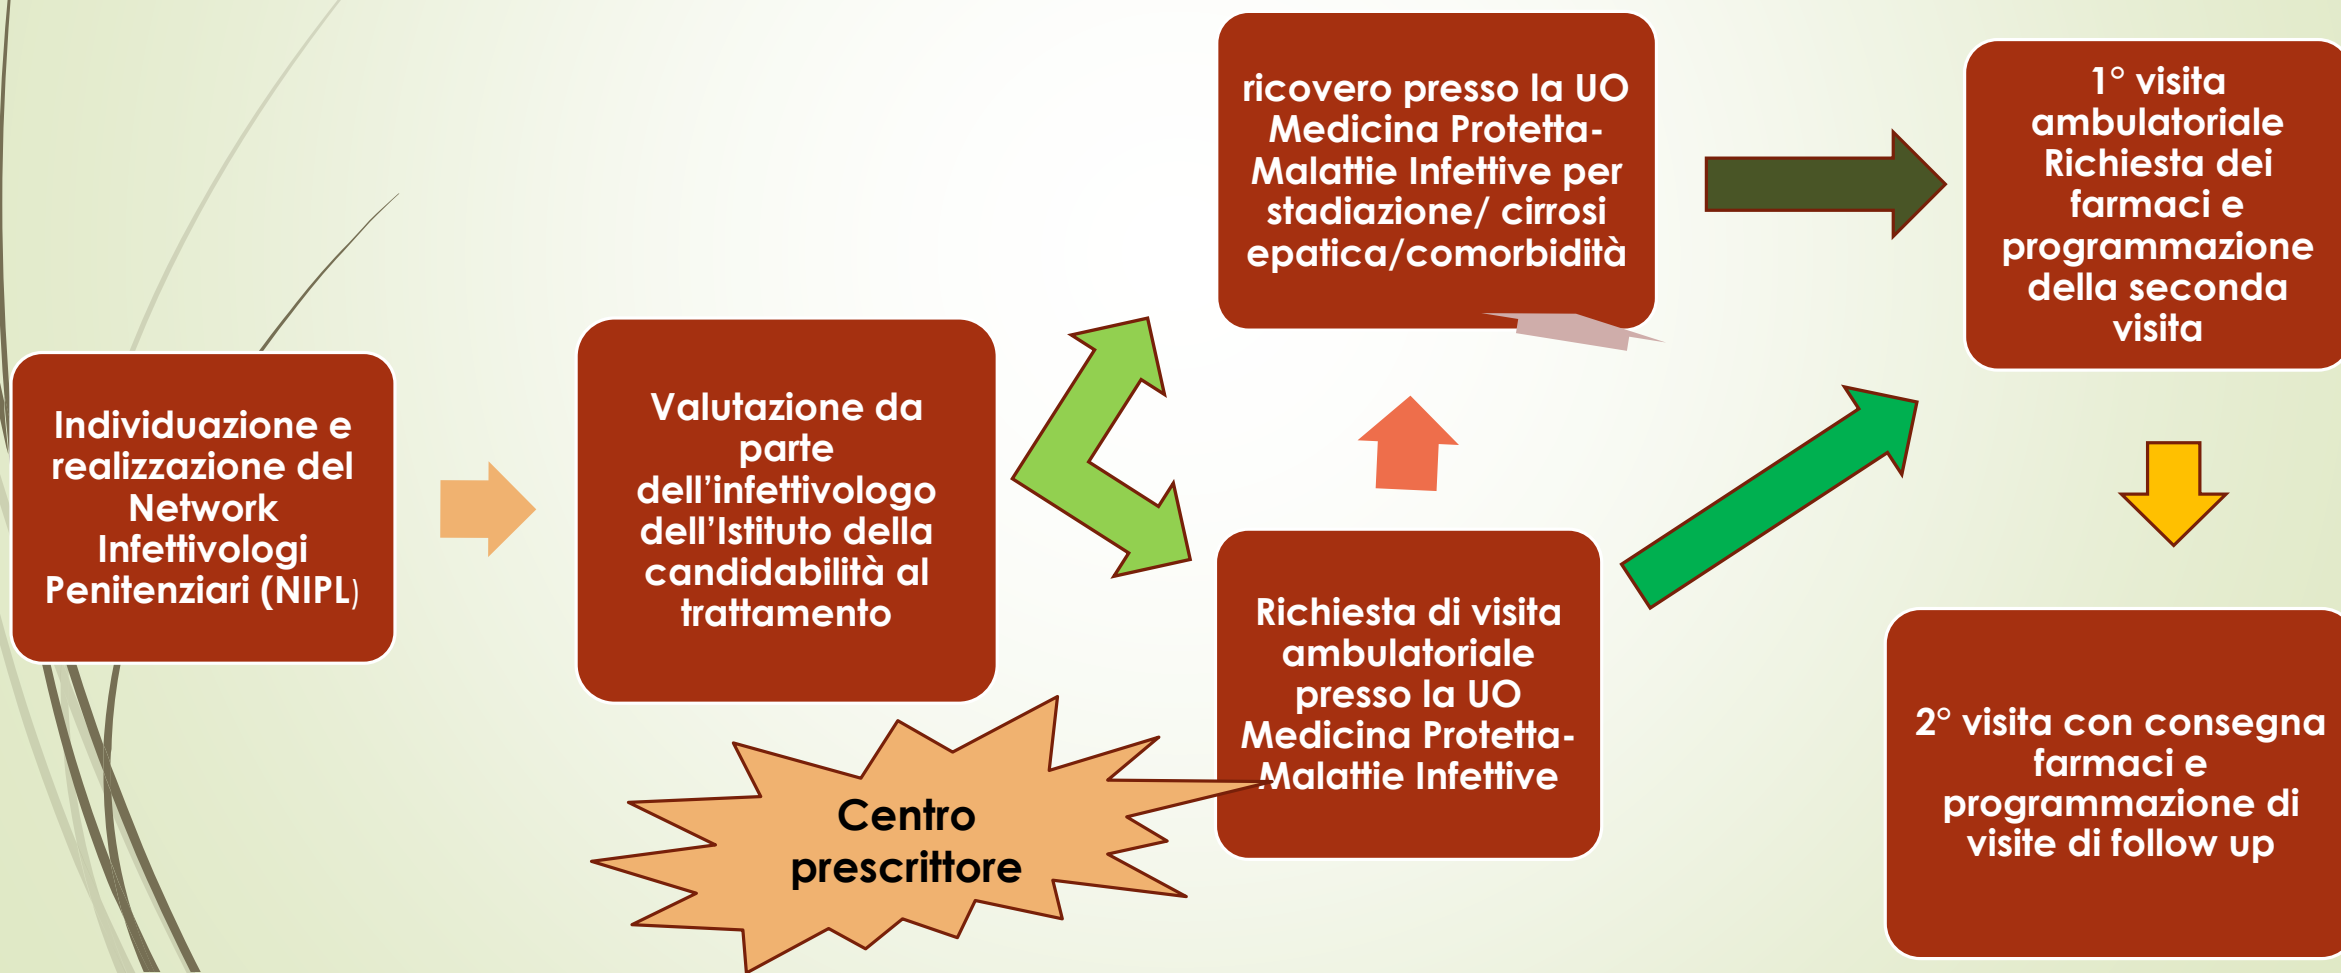 Individuazione e
realizzazione del
Network
Infettivologi
Penitenziari (NIPL)
Valutazione da
parte
dell'infettivologo
dell'Istituto della
candidabilità al
trattamento
ricovero presso la UO
Medicina Protetta-
Malattie Infettive per
stadiazione/ cirrosi
epatica/comorbidità
Richiesta di visita
ambulatoriale
presso la UO
Medicina Protetta-
Malattie Infettive
Centro
prescrittore
1° visita
ambulatoriale
Richiesta dei
farmaci e
programmazione
della seconda
visita
2° visita con consegna
farmaci e
programmazione di
visite di follow up